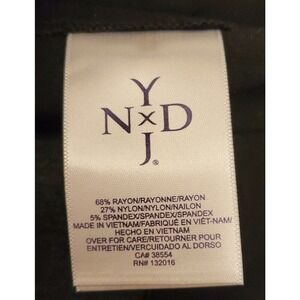 Y
N x D
J®
68% RAYON/RAYONNE/RAYON
27% NYLON/NYLON/NAILON
5% SPANDEX/SPANDEX/SPANDEX
MADE IN VIETNAM/FABRIQUÉ EN VIÊT-NAM/
HECHO EN VIETNAM
OVER FOR CARE/RETOURNER POUR
ENTRETIEN/VERCUIDADO AL DORSO
CA# 38554
RN# 132016